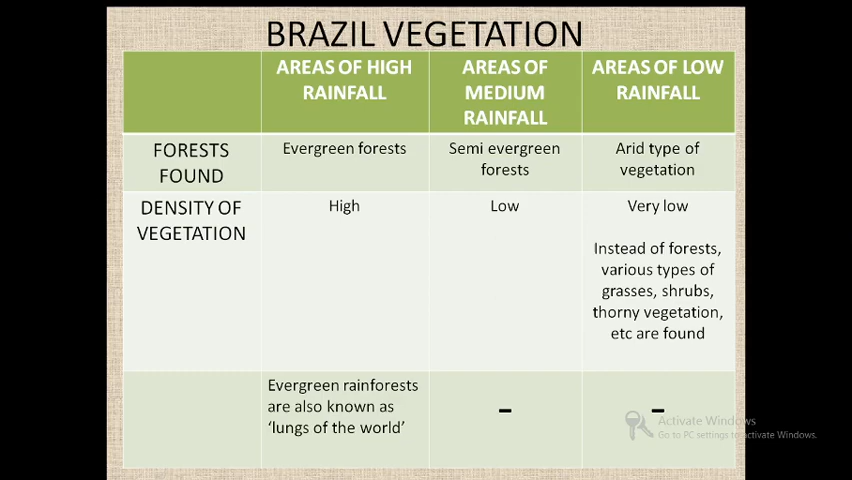 BRAZIL VEGETATION
AREAS OF HIGH
RAINFALL
AREAS OF
MEDIUM
RAINFALL
AREAS OF LOW
RAINFALL
FORESTS
FOUND
Evergreen forests
Semi evergreen
forests
Arid type of
vegetation
DENSITY OF
VEGETATION
High
Low
Very low
Instead of forests,
various types of
grasses, shrubs,
thorny vegetation,
etc are found
Evergreen rainforests
are also known as
‘lungs of the world’
-
-
Activate Windows
Go to PC settings to activate Windows.